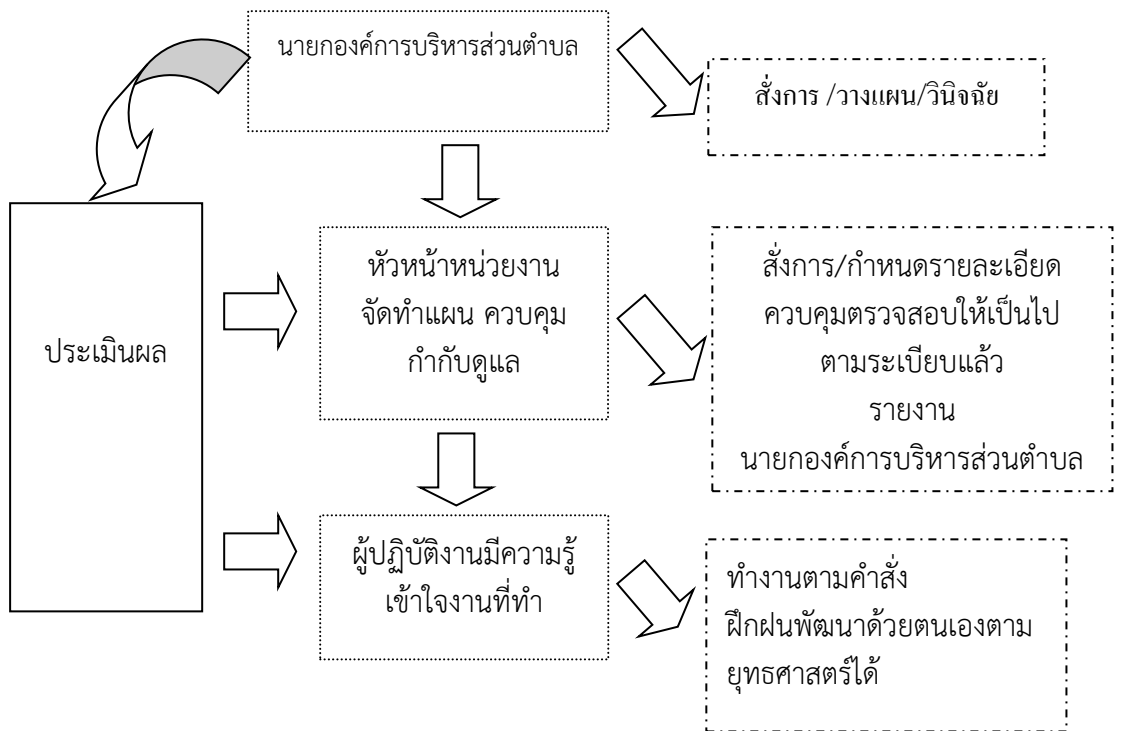 นายกองค์การบริหารส่วนตำบล
สั่งการ /วางแผน/วินิจฉัย
ประเมินผล
หัวหน้าหน่วยงาน
จัดทำแผน ควบคุม
กำกับดูแล
สั่งการ/กำหนดรายละเอียด
ควบคุมตรวจสอบให้เป็นไป
ตามระเบียบแล้ว
รายงาน
นายกองค์การบริหารส่วนตำบล
ผู้ปฏิบัติงานมีความรู้
เข้าใจงานที่ทำ
ทำงานตามคำสั่ง
ฝึกฝนพัฒนาด้วยตนเองตาม
ยุทธศาสตร์ได้